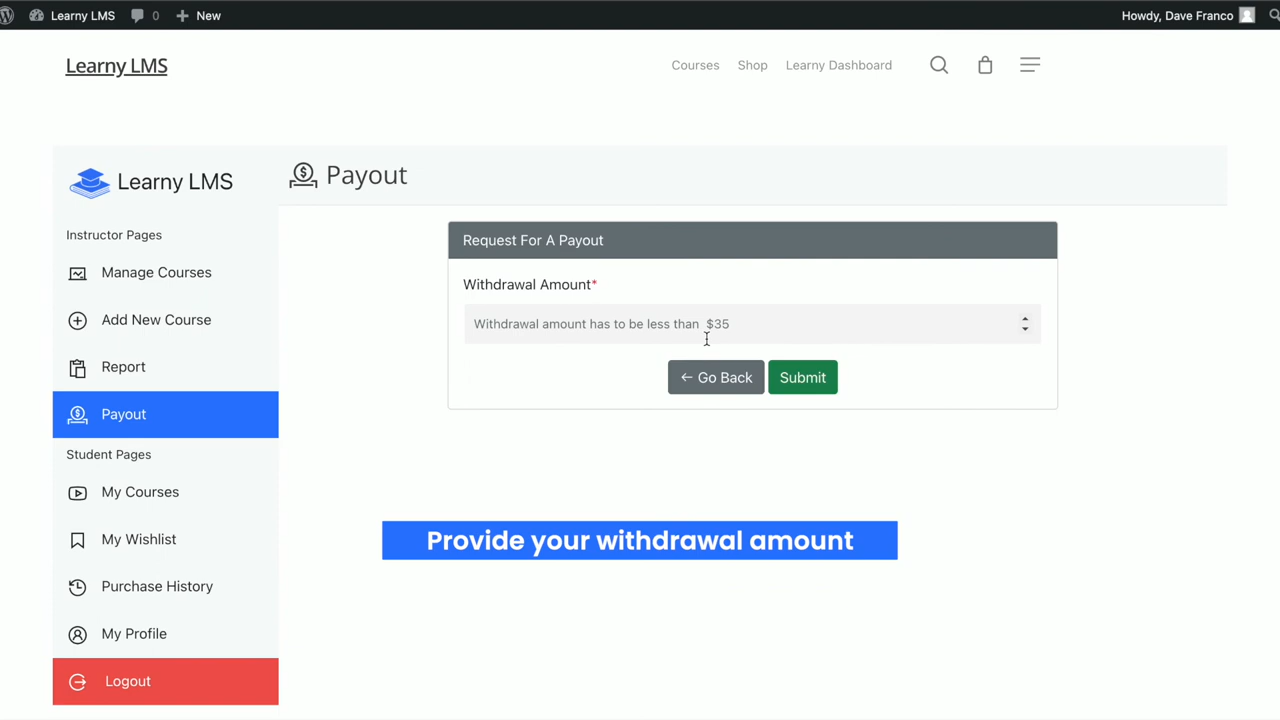 Learny LMS
0
New
Howdy, Dave Franco
Learny LMS
Courses
Shop
Learny Dashboard
Learny LMS
Payout
Instructor Pages
Manage Courses
Add New Course
Report
Payout
Student Pages
My Courses
My Wishlist
Purchase History
My Profile
Logout
Request For A Payout
Withdrawal Amount*
Withdrawal amount has to be less than $35
← Go Back
Submit
Provide your withdrawal amount